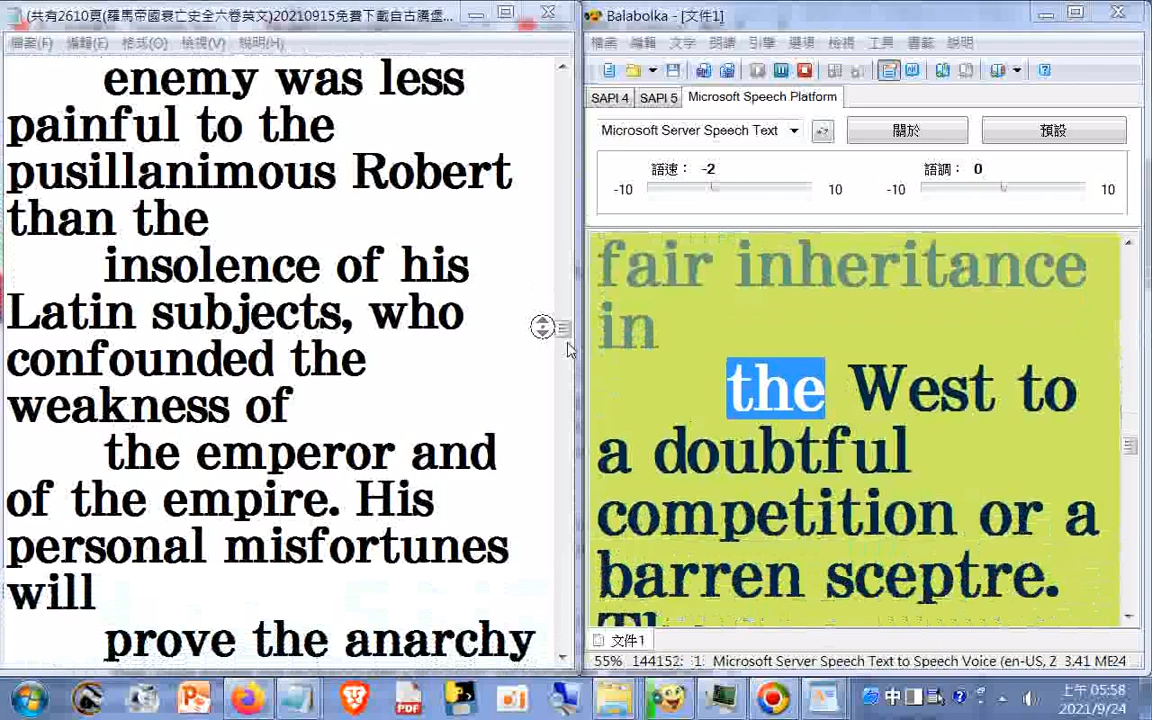 (共有2610頁(羅馬帝國衰亡史全六卷英文)20210915免費下載自古騰堡...
檔案(F) 編輯(E) 格式(O) 檢視(V) 說明(H)
enemy was less
painful to the
pusillanimous Robert
than the
insolence of his
Latin subjects, who
confounded the
weakness of
the emperor and
of the empire. His
personal misfortunes
will
prove the anarchy
Balabolka - [文件1]
檔案 編輯 文字 朗讀 引擎 選項 檢視 工具 書籤 說明
SAPI 4 SAPI 5 Microsoft Speech Platform
Microsoft Server Speech Text 關於 預設
語速： -2 語調： 0
-10 10 -10 10
fair inheritance
in
the West to
a doubtful
competition or a
barren sceptre.
文件1
55% 144152: 1: Microsoft Server Speech Text to Speech Voice (en-US, Z 3.41 ME24
中
上午 05:58
2021/9/24